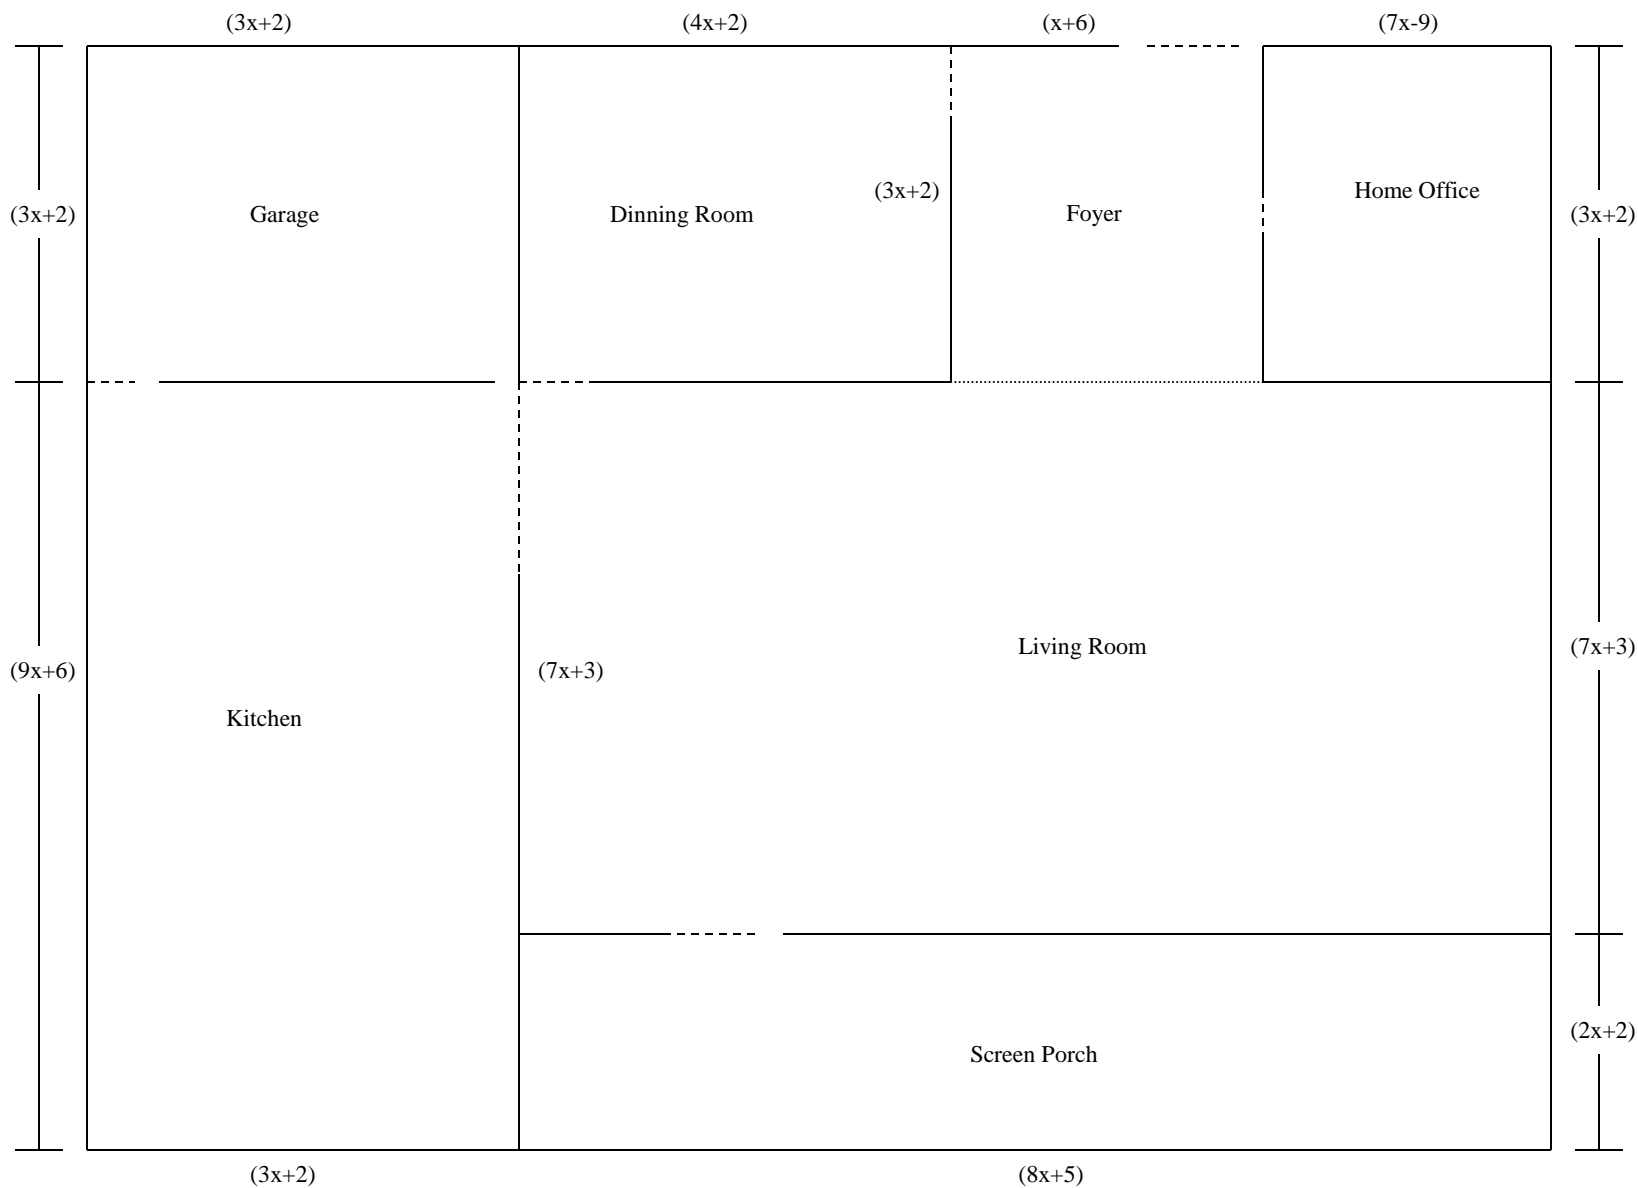 (3x+2)
(4x+2)
(x+6)
(7x-9)
(3x+2)
Garage
Dinning Room
(3x+2)
Foyer
Home Office
(3x+2)
(9x+6)
Kitchen
(7x+3)
Living Room
(7x+3)
Screen Porch
(2x+2)
(3x+2)
(8x+5)